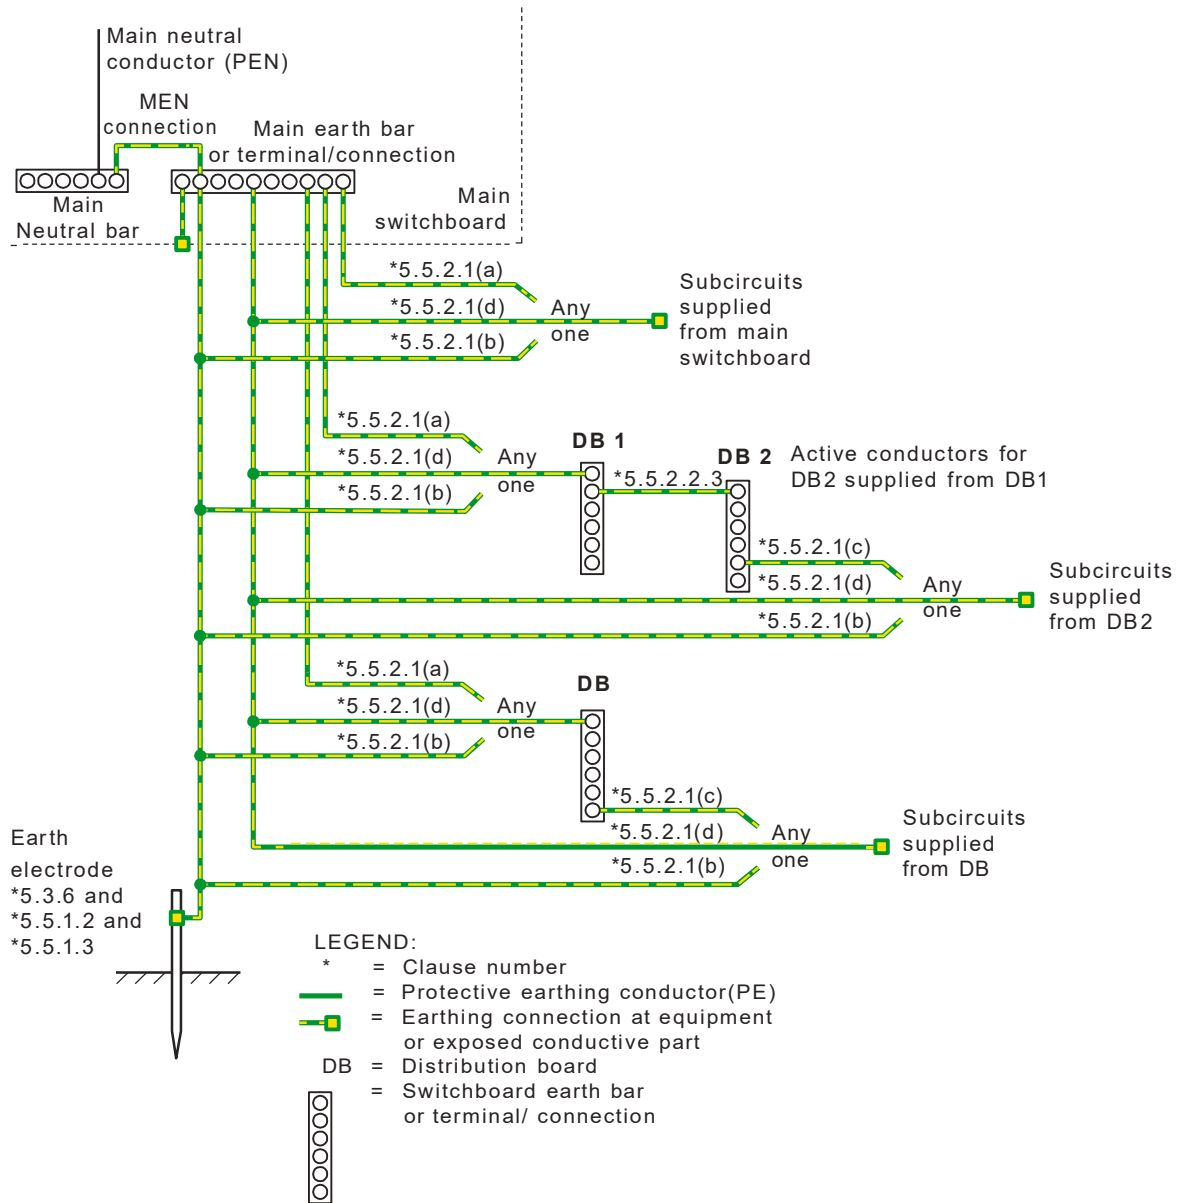 Main neutral
conductor (PEN)
MEN
connection
Main earth bar
or terminal/connection
Main
Neutral bar
Main
switchboard
*5.5.2.1(a)
*5.5.2.1(d)
*5.5.2.1(b)
Any
one
Subcircuits
supplied
from main
switchboard
*5.5.2.1(a)
*5.5.2.1(d)
*5.5.2.1(b)
Any
one
DB 1
*5.5.2.2.3
DB 2
Active conductors for
DB2 supplied from DB1
*5.5.2.1(c)
*5.5.2.1(d)
*5.5.2.1(b)
Any
one
Subcircuits
supplied
from DB2
*5.5.2.1(a)
*5.5.2.1(d)
*5.5.2.1(b)
Any
one
DB
*5.5.2.1(c)
*5.5.2.1(d)
*5.5.2.1(b)
Any
one
Subcircuits
supplied
from DB
Earth
electrode
*5.3.6 and
*5.5.1.2 and
*5.5.1.3
LEGEND:
* = Clause number
= Protective earthing conductor(PE)
= Earthing connection at equipment
or exposed conductive part
DB = Distribution board
= Switchboard earth bar
or terminal/ connection